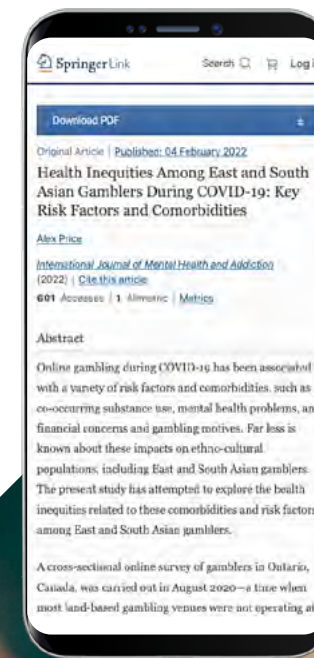 SpringerLink
Search
Log i
Download PDF
Original Article | Published: 04 February 2022
Health Inequities Among East and South
Asian Gamblers During COVID-19: Key
Risk Factors and Comorbidities
Alex Price
International Journal of Mental Health and Addiction
(2022) | Cite this article
601 Accesses | 1 Altmetric | Metrics
Abstract
Online gambling during COVID-19 has been associated
with a variety of risk factors and comorbidities, such as
co-occurring substance use, mental health problems, an
financial concerns and gambling motives. Far less is
known about these impacts on ethno-cultural
populations, including East and South Asian gamblers.
The present study has attempted to explore the health
inequities related to these comorbidities and risk factors
among East and South Asian gamblers.
A cross-sectional online survey of gamblers in Ontario,
Canada, was carried out in August 2020—a time when
most land-based gambling venues were not operating at